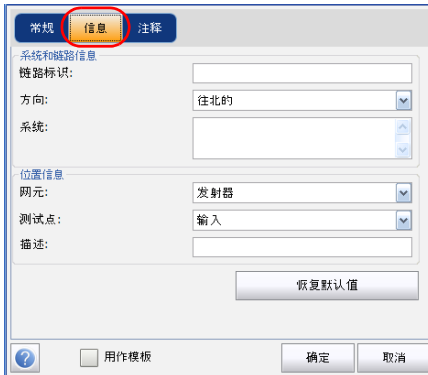 常规 信息 注释
系统和链路信息
链路标识:
方向: 往北的
系统:
位置信息
网元: 发射器
测试点: 输入
描述:
恢复默认值
? 用作模板 确定 取消